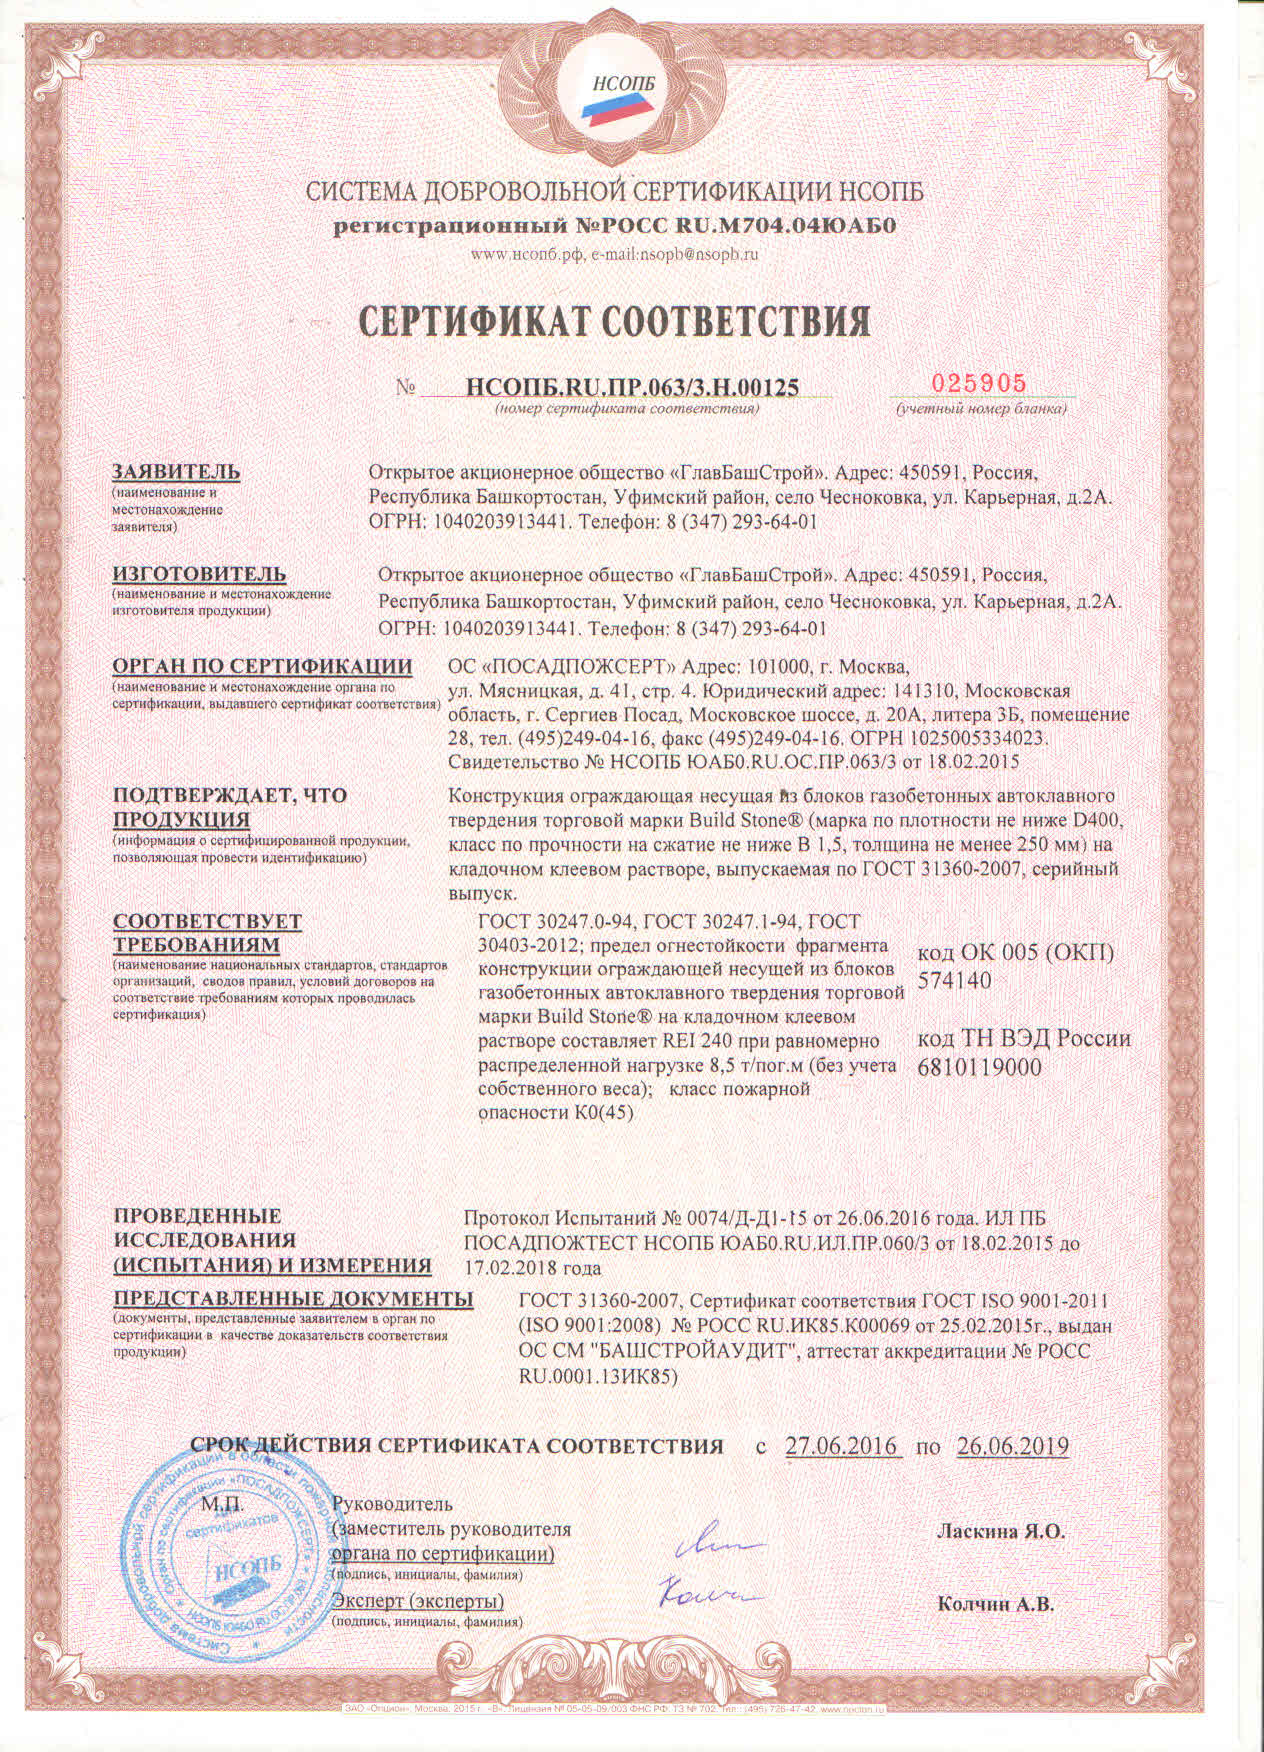 НСОПБ
СИСТЕМА ДОБРОВОЛЬНОЙ СЕРТИФИКАЦИИ НСОПБ
регистрационный №РОСС RU.М704.04ЮАБ0
www.нсопб.рф, e-mail:nsopb@nsopb.ru
СЕРТИФИКАТ СООТВЕТСТВИЯ
№ НСОПБ.RU.ПР.063/3.Н.00125
(номер сертификата соответствия)
025905
(учетный номер бланка)
ЗАЯВИТЕЛЬ
(наименование и
местонахождение
заявителя)
Открытое акционерное общество «ГлавБашСтрой». Адрес: 450591, Россия,
Республика Башкортостан, Уфимский район, село Чесноковка, ул. Карьерная, д.2А.
ОГРН: 1040203913441. Телефон: 8 (347) 293-64-01
ИЗГОТОВИТЕЛЬ
(наименование и местонахождение
изготовителя продукции)
Открытое акционерное общество «ГлавБашСтрой». Адрес: 450591, Россия,
Республика Башкортостан, Уфимский район, село Чесноковка, ул. Карьерная, д.2А.
ОГРН: 1040203913441. Телефон: 8 (347) 293-64-01
ОРГАН ПО СЕРТИФИКАЦИИ
(наименование и местонахождение органа по
сертификации, выдавшего сертификат соответствия)
ОС «ПОСАДПОЖСЕРТ» Адрес: 101000, г. Москва,
ул. Мясницкая, д. 41, стр. 4. Юридический адрес: 141310, Московская
область, г. Сергиев Посад, Московское шоссе, д. 20А, литера 3Б, помещение
28, тел. (495)249-04-16, факс (495)249-04-16. ОГРН 1025005334023.
Свидетельство № НСОПБ ЮАБ0.RU.ОС.ПР.063/3 от 18.02.2015
ПОДТВЕРЖДАЕТ, ЧТО
ПРОДУКЦИЯ
(информация о сертифицированной продукции,
позволяющая провести идентификацию)
Конструкция ограждающая несущая из блоков газобетонных автоклавного
твердения торговой марки Build Stone® (марка по плотности не ниже D400,
класс по прочности на сжатие не ниже В 1,5, толщина не менее 250 мм) на
кладочном клеевом растворе, выпускаемая по ГОСТ 31360-2007, серийный
выпуск.
СООТВЕТСТВУЕТ
ТРЕБОВАНИЯМ
(наименование национальных стандартов, стандартов
организаций, сводов правил, условий договоров на
соответствие требованиям которых проводилась
сертификация)
ГОСТ 30247.0-94, ГОСТ 30247.1-94, ГОСТ
30403-2012; предел огнестойкости фрагмента
конструкции ограждающей несущей из блоков
газобетонных автоклавного твердения торговой
марки Build Stone® на кладочном клеевом
растворе составляет REI 240 при равномерно
распределенной нагрузке 8,5 т/пог.м (без учета
собственного веса); класс пожарной
опасности К0(45)
код ОК 005 (ОКП)
574140
код ТН ВЭД России
6810119000
ПРОВЕДЕННЫЕ
ИССЛЕДОВАНИЯ
(ИСПЫТАНИЯ) И ИЗМЕРЕНИЯ
Протокол Испытаний № 0074/Д-Д1-15 от 26.06.2016 года. ИЛ ПБ
ПОСАДПОЖТЕСТ НСОПБ ЮАБ0.RU.ИЛ.ПР.060/3 от 18.02.2015 до
17.02.2018 года
ПРЕДСТАВЛЕННЫЕ ДОКУМЕНТЫ
(документы, представленные заявителем в орган по
сертификации в качестве доказательств соответствия
продукции)
ГОСТ 31360-2007, Сертификат соответствия ГОСТ ISO 9001-2011
(ISO 9001:2008) № РОСС RU.ИК85.К00069 от 25.02.2015г., выдан
ОС СМ "БАШСТРОЙАУДИТ", аттестат аккредитации № РОСС
RU.0001.13ИК85)
СРОК ДЕЙСТВИЯ СЕРТИФИКАТА СООТВЕТСТВИЯ с 27.06.2016 по 26.06.2019
М.П.
Руководитель
(заместитель руководителя
органа по сертификации)
(подпись, инициалы, фамилия)
Ласкина Я.О.
Эксперт (эксперты)
(подпись, инициалы, фамилия)
Колчин А.В.
Система добровольной сертификации в области пожарной безопасности
Орган по сертификации «ПОСАДПОЖСЕРТ»
Для
сертификатов
НСОПБ
ЗАО «Опцион», Москва, 2015 г. «В». Лицензия № 05-05-09/003 ФНС РФ. ТЗ № 702. Тел.: (495) 726-47-42, www.opcion.ru